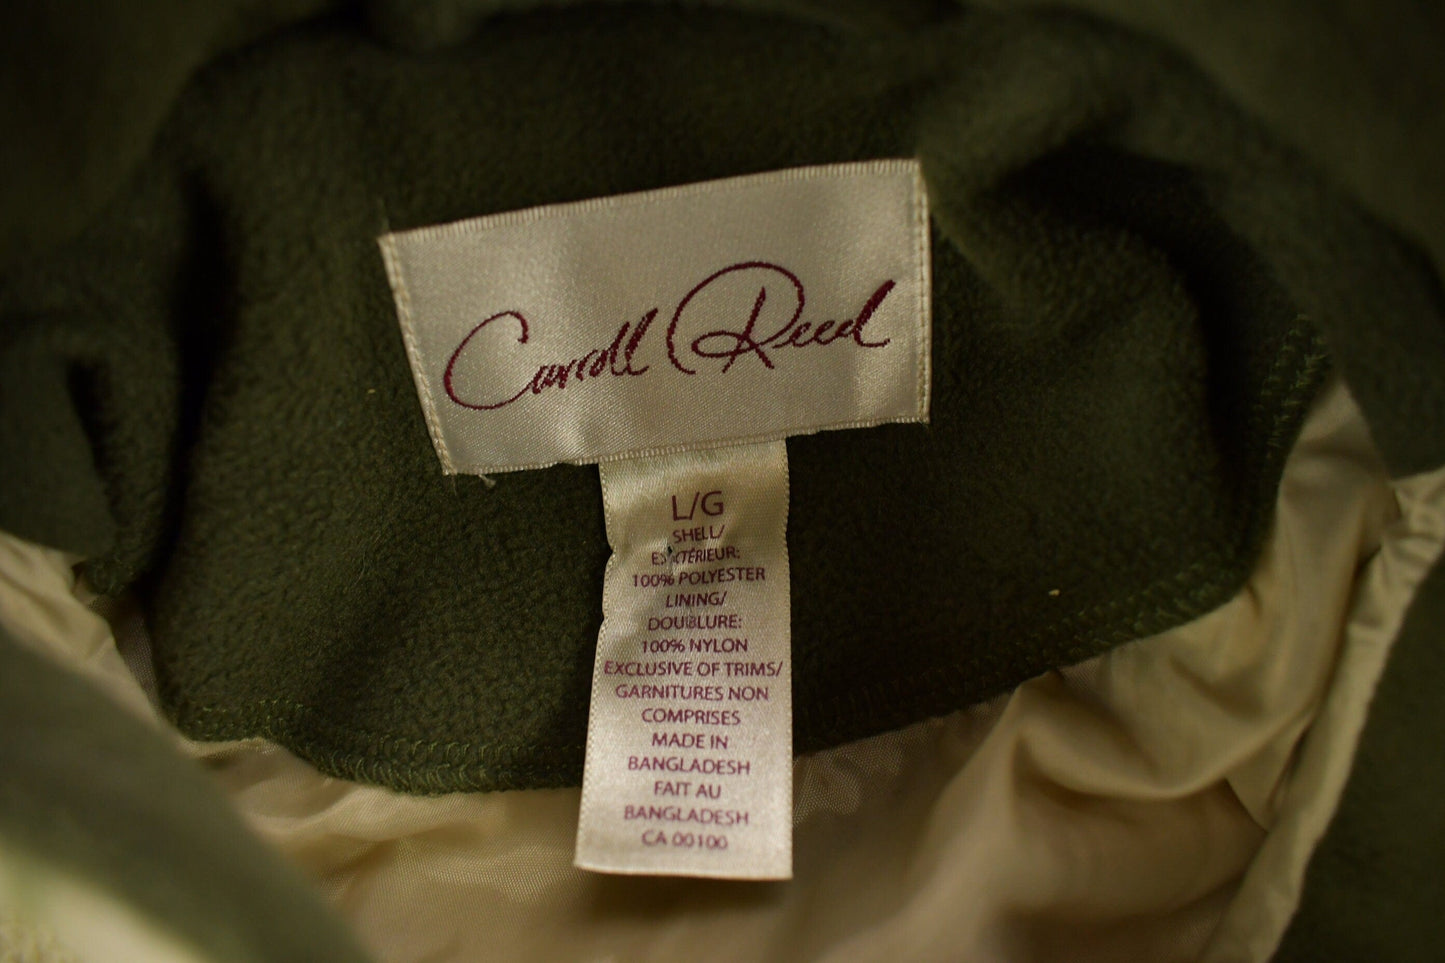 Carroll Reed
L/G
SHELL/
EXTÉRIEUR:
100% POLYESTER
LINING/
DOUBLURE:
100% NYLON
EXCLUSIVE OF TRIMS/
GARNITURES NON
COMPRISES
MADE IN
BANGLADESH
FAIT AU
BANGLADESH
CA 00100